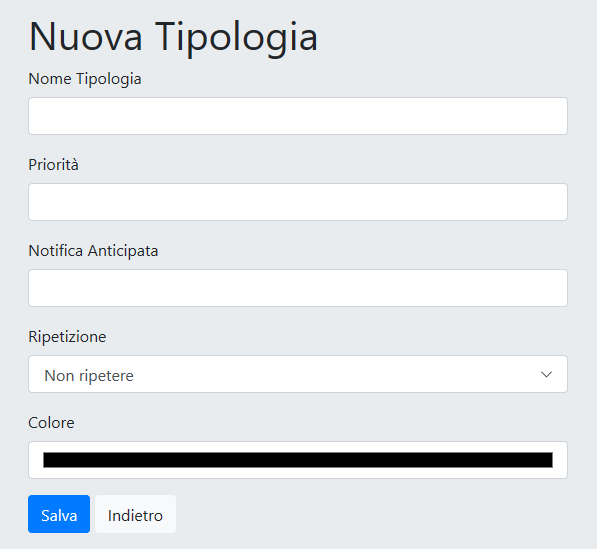 Nuova Tipologia
Nome Tipologia
Priorità
Notifica Anticipata
Ripetizione
Non ripetere
Colore
Salva Indietro